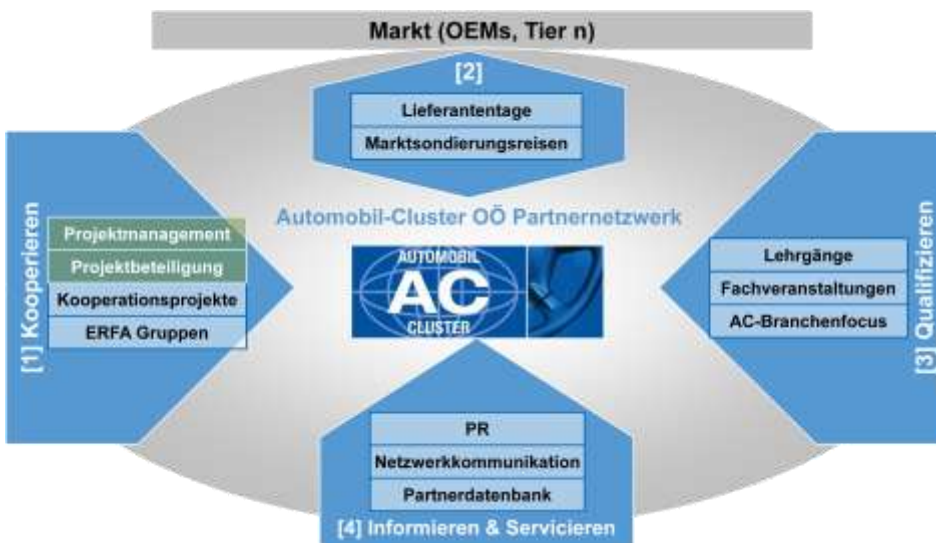 Markt (OEMs, Tier n)
[2]
Lieferantentage
Marktsondierungsreisen
Automobil-Cluster OÖ Partnernetzwerk
[1] Kooperieren
Projektmanagement
Projektbeteiligung
Kooperationsprojekte
ERFA Gruppen
AUTOMOBIL
AC
CLUSTER
Lehrgänge
Fachveranstaltungen
AC-Branchenfocus
[3] Qualifizieren
PR
Netzwerkkommunikation
Partnerdatenbank
[4] Informieren & Servicieren